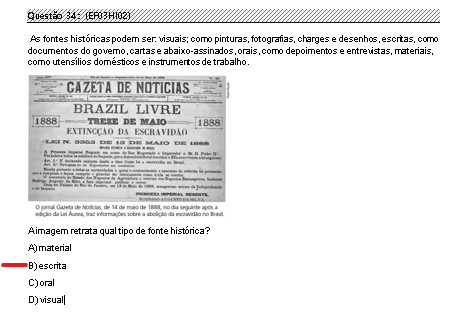 Questão 34: (EF03HI02)
As fontes históricas podem ser: visuais; como pinturas, fotografias, charges e desenhos, escritas, como
documentos do governo, cartas e abaixo-assinados, orais, como depoimentos e entrevistas, materiais,
como utensílios domésticos e instrumentos de trabalho.
GAZETA DE NOTICIAS
BRAZIL LIVRE
1888 TREZE DE MAIO 1888
EXTINCÇÃO DA ESCRAVIDÃO
LEI N. 3353 DE 13 DE MAIO DE 1888
PRINCEZA IMPERIAL REGENTE.
RODRIGO AUGUSTO DA SILVA
O jornal Gazeta de Notícias, de 14 de maio de 1888, no dia seguinte após a
edição da Lei Áurea, traz informações sobre a abolição da escravidão no Brasil.
A imagem retrata qual tipo de fonte histórica?
A) material
B) escrita
C) oral
D) visual